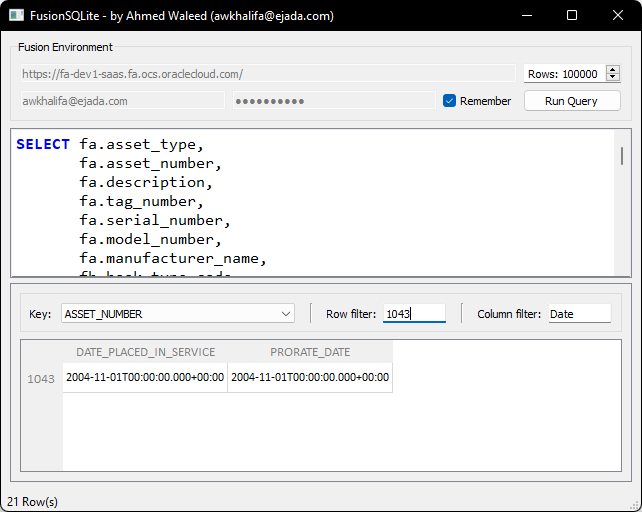 FusionSQLite - by Ahmed Waleed (awkhalifa@ejada.com)
Fusion Environment
https://fa-dev1-saas.fa.ocs.oraclecloud.com/ Rows: 100000
awkhalifa@ejada.com ●●●●●●●●●● Remember Run Query
SELECT fa.asset_type,
fa.asset_number,
fa.description,
fa.tag_number,
fa.serial_number,
fa.model_number,
fa.manufacturer_name,
Key: ASSET_NUMBER Row filter: 1043 Column filter: Date
DATE_PLACED_IN_SERVICE PRORATE_DATE
1043 2004-11-01T00:00:00.000+00:00 2004-11-01T00:00:00.000+00:00
21 Row(s)